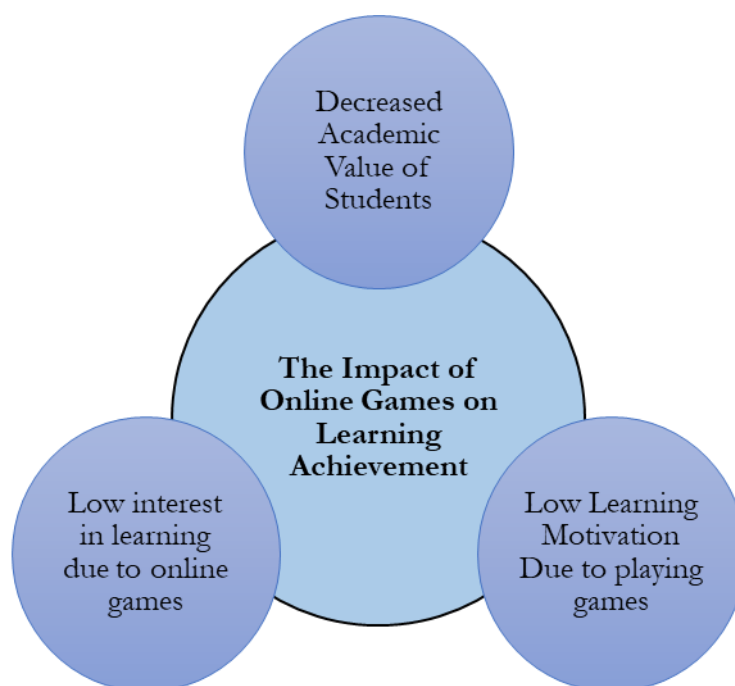 Decreased
Academic
Value of
Students
The Impact of
Online Games on
Learning
Achievement
Low interest
in learning
due to online
games
Low Learning
Motivation
Due to playing
games